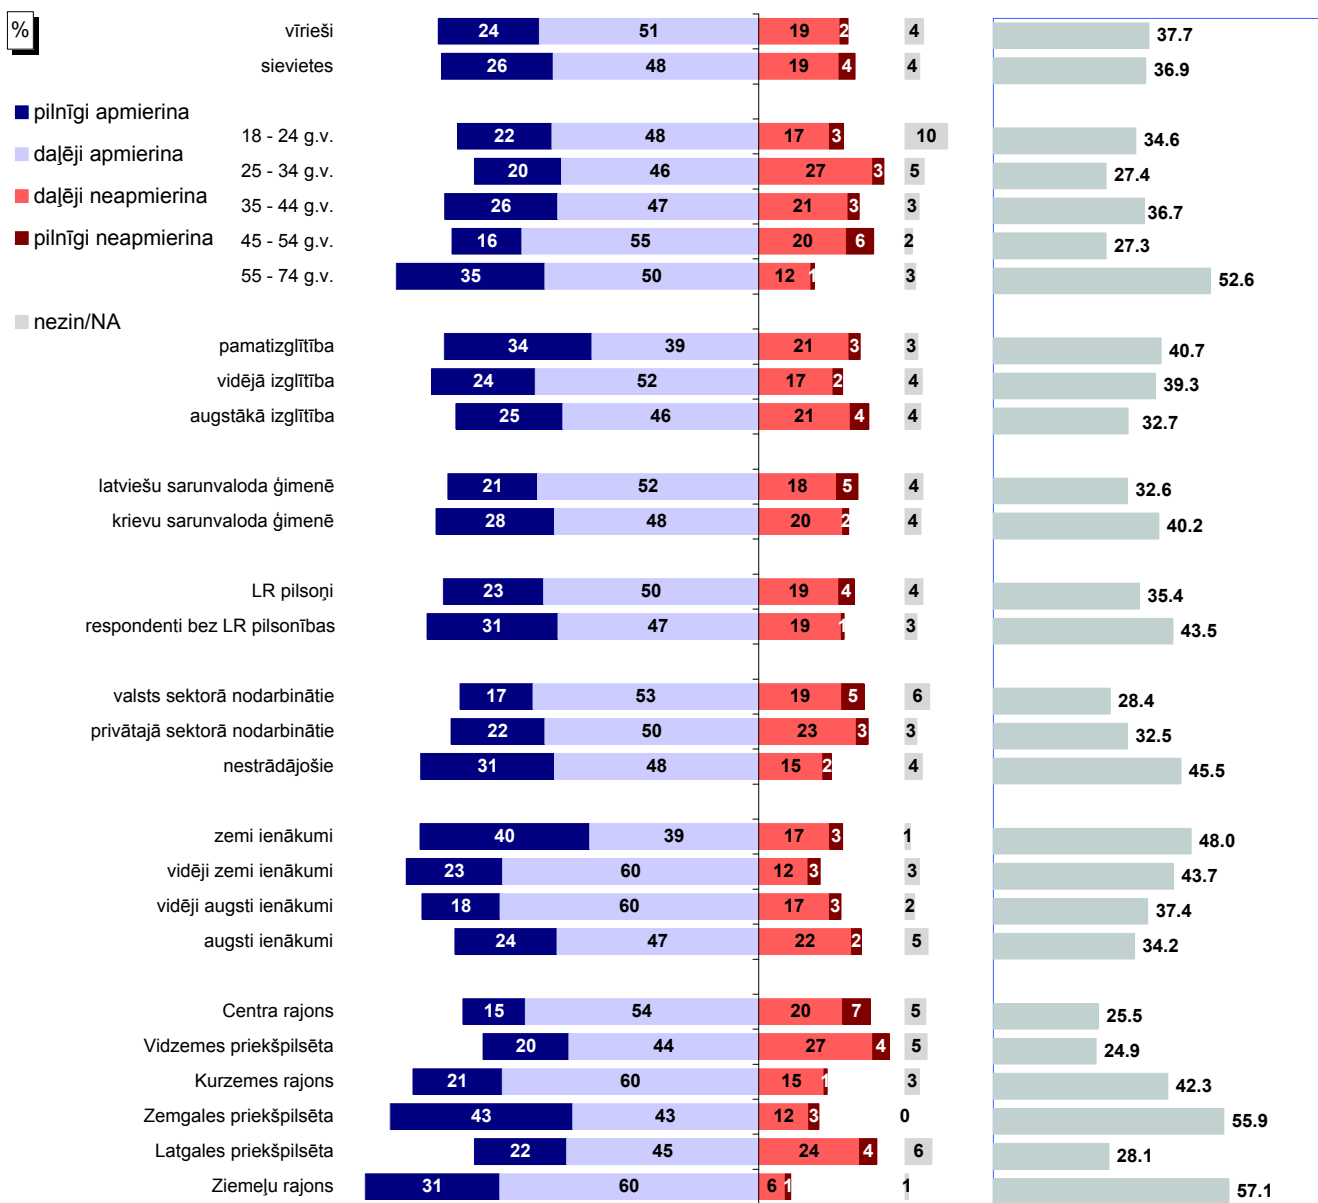 %
vīrieši 24 51 19 2 4 37.7
sievietes 26 48 19 4 4 36.9
pilnīgi apmierina
18 - 24 g.v. 22 48 17 3 10 34.6
daļēji apmierina
25 - 34 g.v. 20 46 27 3 5 27.4
daļēji neapmierina
35 - 44 g.v. 26 47 21 3 3 36.7
pilnīgi neapmierina
45 - 54 g.v. 16 55 20 6 2 27.3
55 - 74 g.v. 35 50 12 1 3 52.6
nezin/NA
pamatizglītība 34 39 21 3 3 40.7
vidējā izglītība 24 52 17 2 4 39.3
augstākā izglītība 25 46 21 4 4 32.7
latviešu sarunvaloda ģimenē 21 52 18 5 4 32.6
krievu sarunvaloda ģimenē 28 48 20 2 4 40.2
LR pilsoņi 23 50 19 4 4 35.4
respondenti bez LR pilsonības 31 47 19 1 3 43.5
valsts sektorā nodarbinātie 17 53 19 5 6 28.4
privātajā sektorā nodarbinātie 22 50 23 3 3 32.5
nestrādājošie 31 48 15 2 4 45.5
zemi ienākumi 40 39 17 3 1 48.0
vidēji zemi ienākumi 23 60 12 3 3 43.7
vidēji augsti ienākumi 18 60 17 3 2 37.4
augsti ienākumi 24 47 22 2 5 34.2
Centra rajons 15 54 20 7 5 25.5
Vidzemes priekšpilsēta 20 44 27 4 5 24.9
Kurzemes rajons 21 60 15 1 3 42.3
Zemgales priekšpilsēta 43 43 12 3 0 55.9
Latgales priekšpilsēta 22 45 24 4 6 28.1
Ziemeļu rajons 31 60 6 1 1 57.1